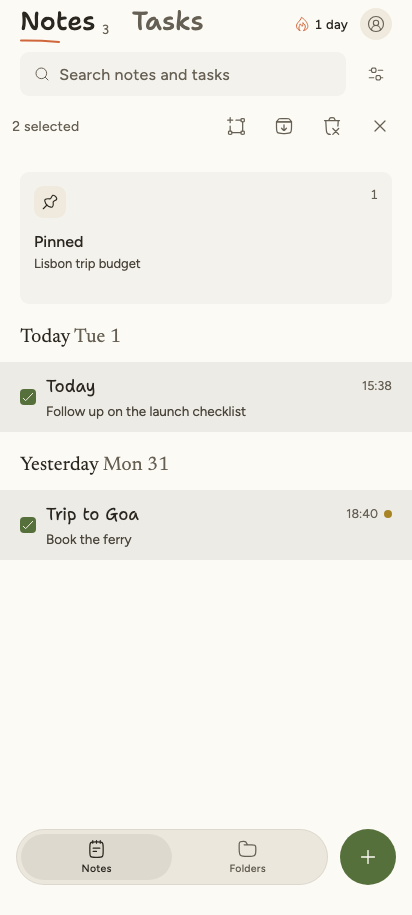 Notes 3 Tasks 1 day
Search notes and tasks
2 selected
1
Pinned
Lisbon trip budget
Today Tue 1
Today 15:38
Follow up on the launch checklist
Yesterday Mon 31
Trip to Goa 18:40
Book the ferry
Notes Folders